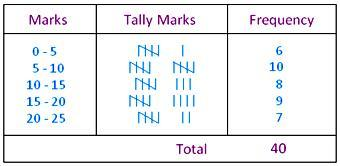 Marks Tally Marks Frequency
0 - 5 𝍸 | 6
5 - 10 𝍸 𝍸 10
10 - 15 𝍸 ||| 8
15 - 20 𝍸 |||| 9
20 - 25 𝍸 || 7
Total 40